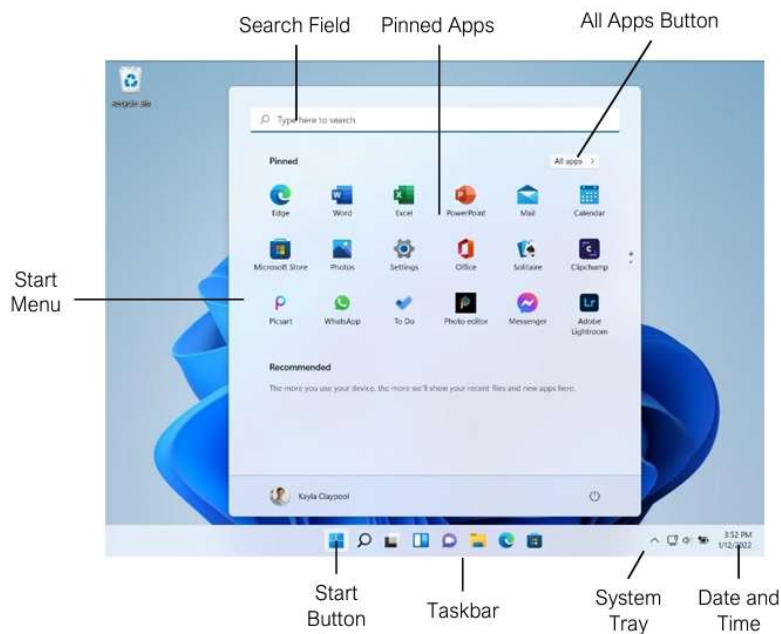 Search Field Pinned Apps All Apps Button
Recycle Bin
Type here to search
Pinned All apps >
Edge Word Excel PowerPoint Mail Calendar
Microsoft Store Photos Settings Office Solitaire Clipchamp
Start
Menu
Picsart WhatsApp To Do Photo editor Messenger Adobe
Lightroom
Recommended
The more you use your device, the more we'll show your recent files and new apps here.
Kayla Claypool
3:52 PM
1/12/2022
Start
Button
Taskbar
System
Tray
Date and
Time